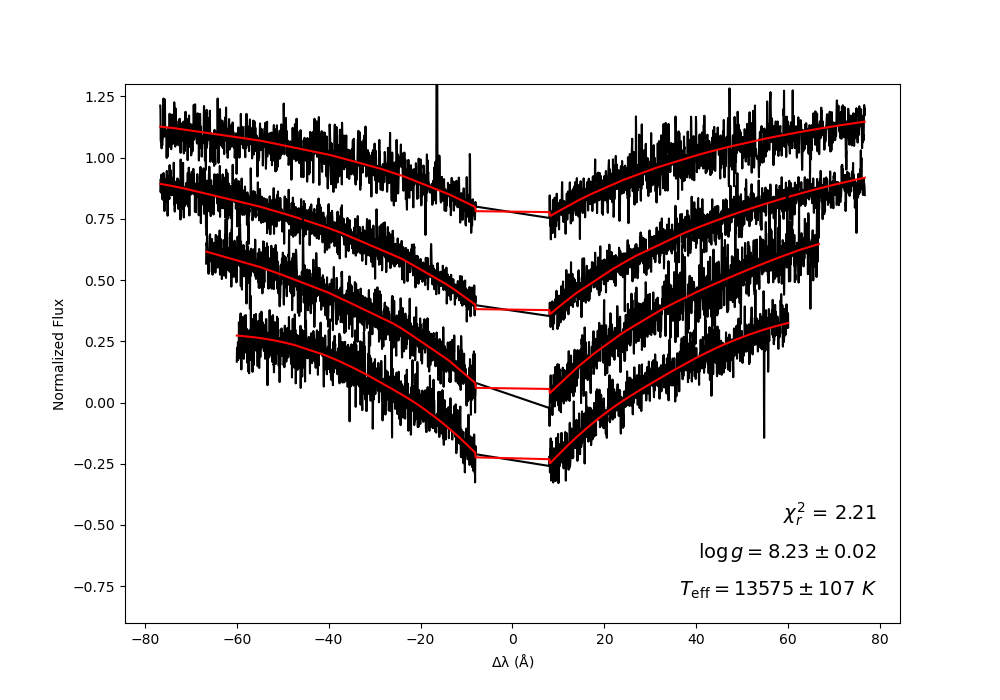 1.25
1.00
0.75
0.50
0.25
0.00
−0.25
−0.50
−0.75
Normalized Flux
χ²ᵣ = 2.21
log g = 8.23 ± 0.02
T_eff = 13575 ± 107 K
−80 −60 −40 −20 0 20 40 60 80
Δλ (Å)